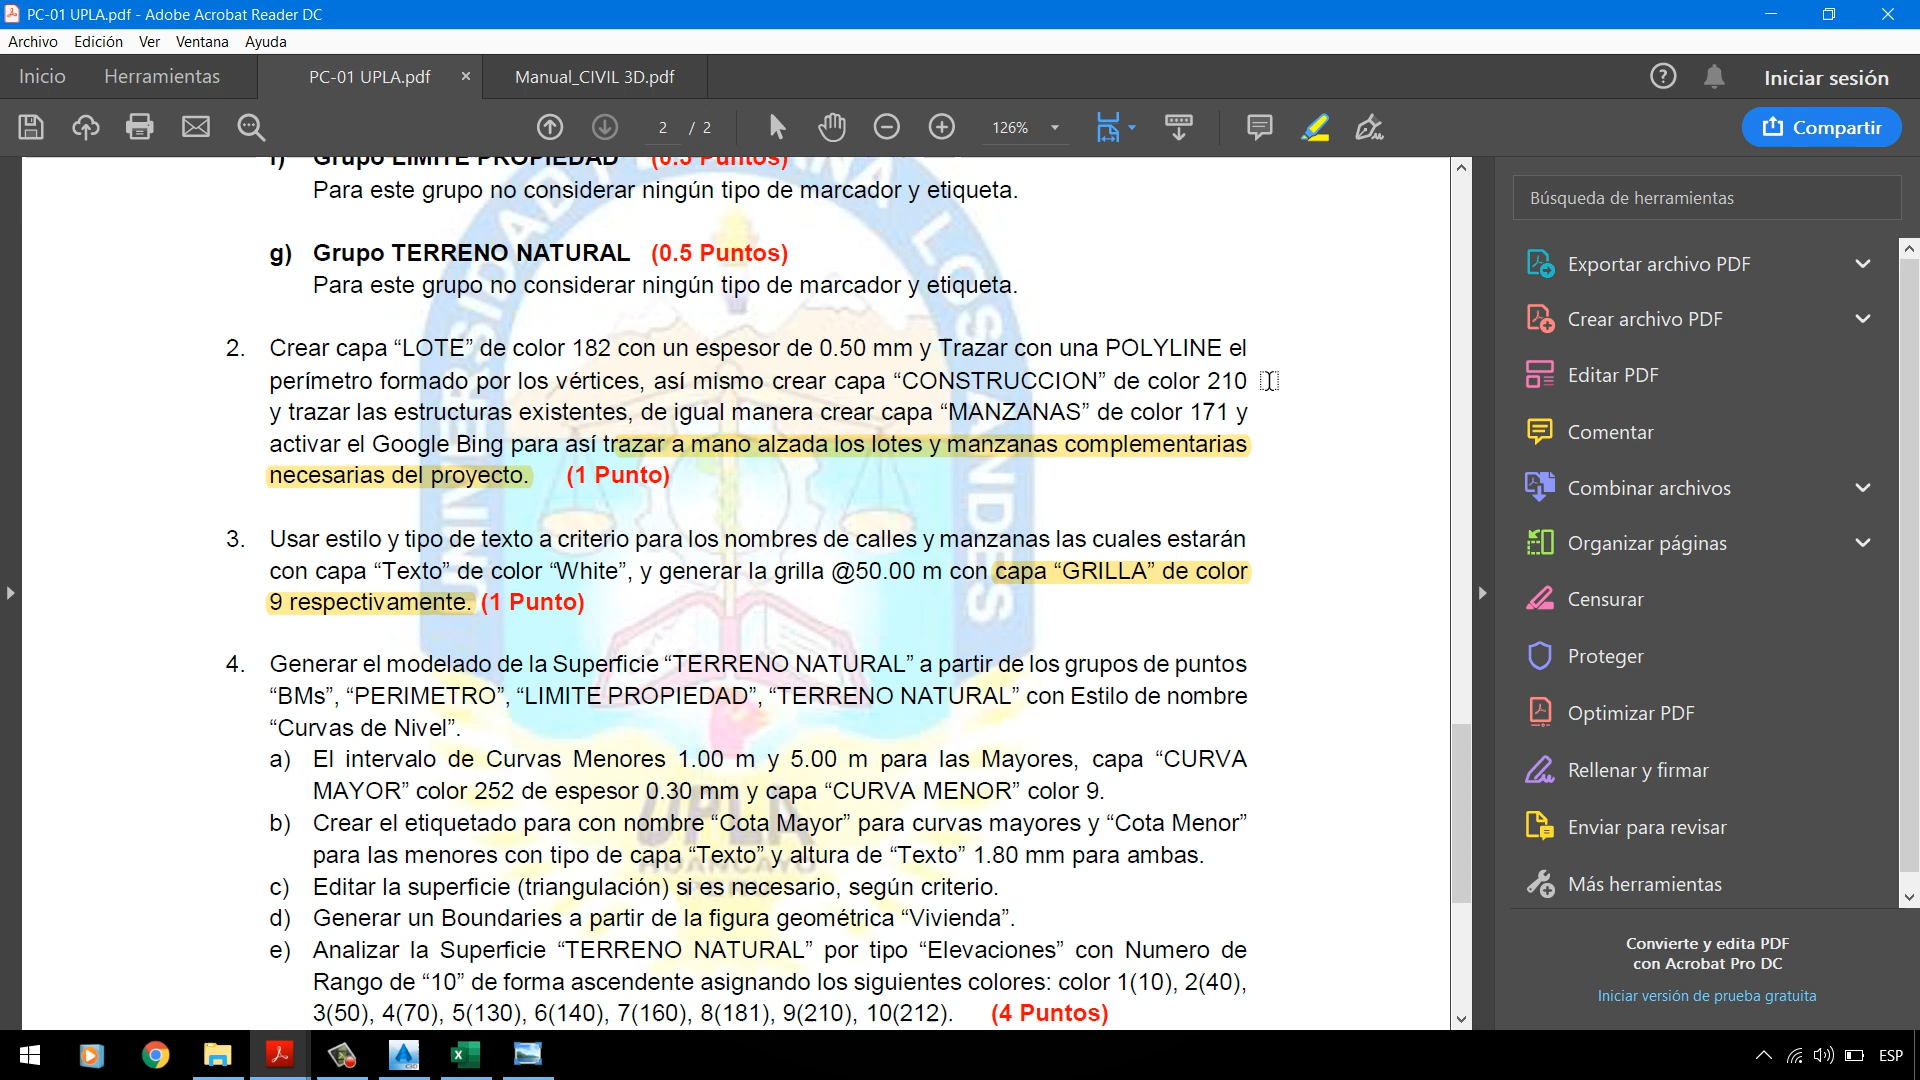 PC-01 UPLA.pdf - Adobe Acrobat Reader DC
Archivo Edición Ver Ventana Ayuda
Inicio Herramientas PC-01 UPLA.pdf × Manual_CIVIL 3D.pdf Iniciar sesión
2 / 2 126% Compartir
f) Grupo LIMITE PROPIEDAD (0.5 Puntos)
Para este grupo no considerar ningún tipo de marcador y etiqueta.
g) Grupo TERRENO NATURAL (0.5 Puntos)
Para este grupo no considerar ningún tipo de marcador y etiqueta.
2. Crear capa “LOTE” de color 182 con un espesor de 0.50 mm y Trazar con una POLYLINE el
perímetro formado por los vértices, así mismo crear capa “CONSTRUCCION” de color 210
y trazar las estructuras existentes, de igual manera crear capa “MANZANAS” de color 171 y
activar el Google Bing para así trazar a mano alzada los lotes y manzanas complementarias
necesarias del proyecto. (1 Punto)
3. Usar estilo y tipo de texto a criterio para los nombres de calles y manzanas las cuales estarán
con capa “Texto” de color “White”, y generar la grilla @50.00 m con capa “GRILLA” de color
9 respectivamente. (1 Punto)
4. Generar el modelado de la Superficie “TERRENO NATURAL” a partir de los grupos de puntos
“BMs”, “PERIMETRO”, “LIMITE PROPIEDAD”, “TERRENO NATURAL” con Estilo de nombre
“Curvas de Nivel”.
a) El intervalo de Curvas Menores 1.00 m y 5.00 m para las Mayores, capa “CURVA
MAYOR” color 252 de espesor 0.30 mm y capa “CURVA MENOR” color 9.
b) Crear el etiquetado para con nombre “Cota Mayor” para curvas mayores y “Cota Menor”
para las menores con tipo de capa “Texto” y altura de “Texto” 1.80 mm para ambas.
c) Editar la superficie (triangulación) si es necesario, según criterio.
d) Generar un Boundaries a partir de la figura geométrica “Vivienda”.
e) Analizar la Superficie “TERRENO NATURAL” por tipo “Elevaciones” con Numero de
Rango de “10” de forma ascendente asignando los siguientes colores: color 1(10), 2(40),
3(50), 4(70), 5(130), 6(140), 7(160), 8(181), 9(210), 10(212). (4 Puntos)
UPLA
HUANCAYO
Búsqueda de herramientas
Exportar archivo PDF
Crear archivo PDF
Editar PDF
Comentar
Combinar archivos
Organizar páginas
Censurar
Proteger
Optimizar PDF
Rellenar y firmar
Enviar para revisar
Más herramientas
Convierte y edita PDF
con Acrobat Pro DC
Iniciar versión de prueba gratuita
ESP